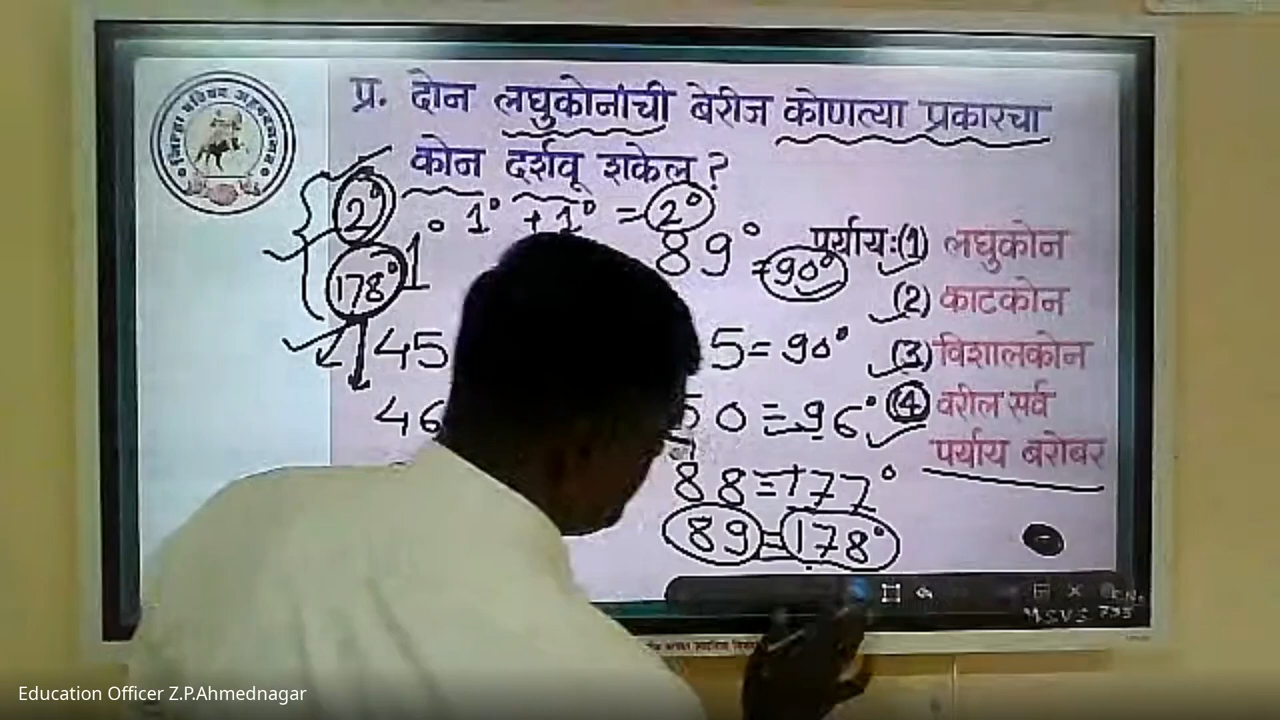 प्र. दोन लघुकोनांची बेरीज कोणत्या प्रकारचा
कोन दर्शवू शकेल ?
2° 1° + 1° = 2°
178° 1° 89° = 90°
पर्यायः (1) लघुकोन
(2) काटकोन
45 5 = 90° (3) विशालकोन
46 50 = 96° (4) वरील सर्व
पर्याय बरोबर
88 = 177°
89 = 178°
Education Officer Z.P.Ahmednagar